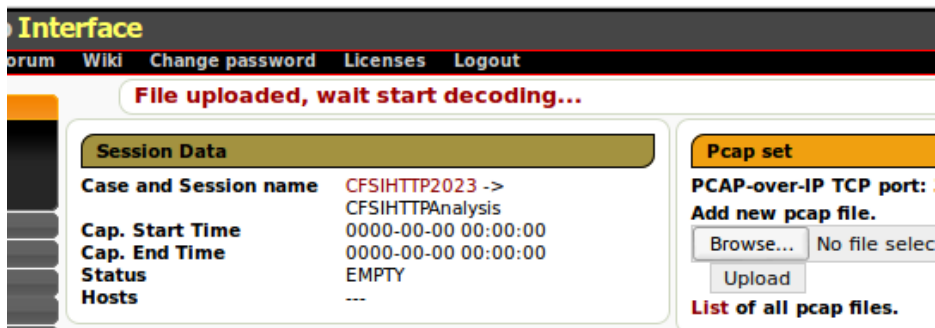 Interface
Wiki Change password Licenses Logout
File uploaded, wait start decoding...
Session Data
Case and Session name CFSIHTTP2023 ->
CFSIHTTPAnalysis
Cap. Start Time 0000-00-00 00:00:00
Cap. End Time 0000-00-00 00:00:00
Status EMPTY
Hosts ---
Pcap set
PCAP-over-IP TCP port:
Add new pcap file.
Browse... No file selec
Upload
List of all pcap files.